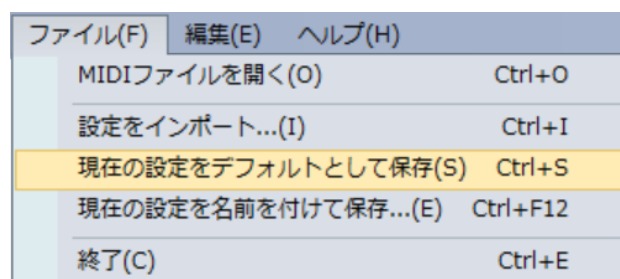 ファイル(F) 編集(E) ヘルプ(H)
MIDIファイルを開く(O) Ctrl+O
設定をインポート...(I) Ctrl+I
現在の設定をデフォルトとして保存(S) Ctrl+S
現在の設定を名前を付けて保存...(E) Ctrl+F12
終了(C) Ctrl+E